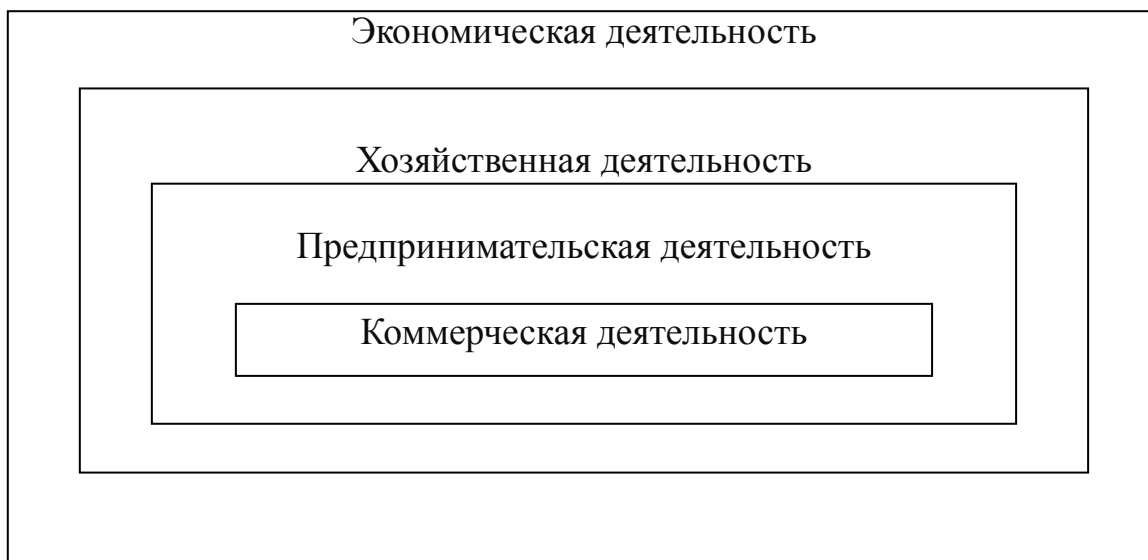 Экономическая деятельность
Хозяйственная деятельность
Предпринимательская деятельность
Коммерческая деятельность